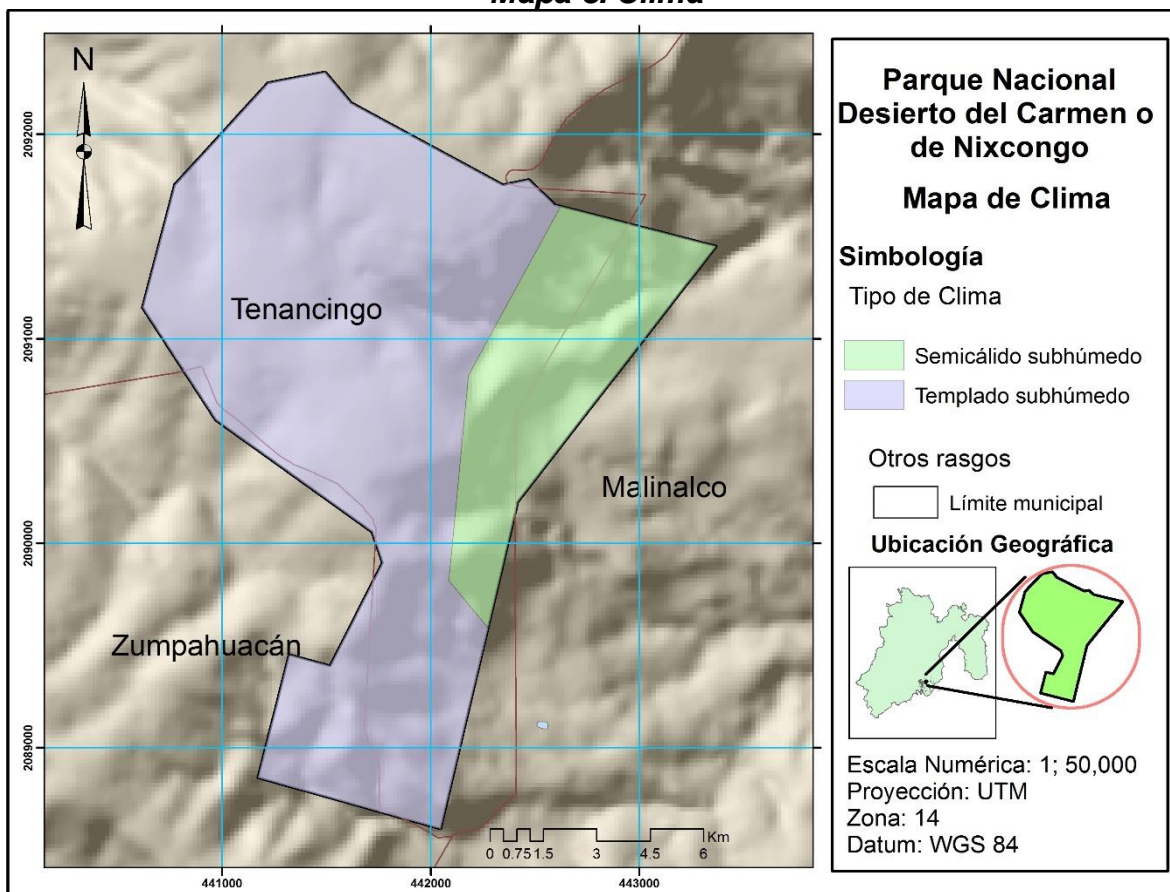 N
2092000
2091000
2090000
2089000
441000
442000
443000
Tenancingo
Malinalco
Zumpahuacán
0 0.75 1.5 3 4.5 6
Km
Parque Nacional
Desierto del Carmen o
de Nixcongo
Mapa de Clima
Simbología
Tipo de Clima
Semicálido subhúmedo
Templado subhúmedo
Otros rasgos
Límite municipal
Ubicación Geográfica
Escala Numérica: 1; 50,000
Proyección: UTM
Zona: 14
Datum: WGS 84